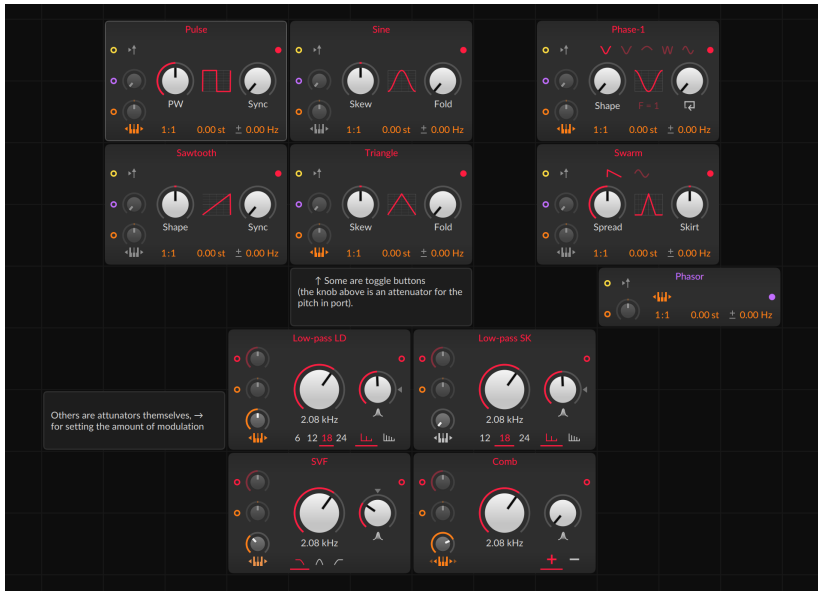 Pulse
PW
Sync
1:1 0.00 st ± 0.00 Hz
Sine
Skew
Fold
1:1 0.00 st ± 0.00 Hz
Phase-1
Shape
F ÷ 1
1:1 0.00 st ± 0.00 Hz
Sawtooth
Shape
Sync
1:1 0.00 st ± 0.00 Hz
Triangle
Skew
Fold
1:1 0.00 st ± 0.00 Hz
Swarm
Spread
Skirt
1:1 0.00 st ± 0.00 Hz
↑ Some are toggle buttons
(the knob above is an attenuator for the
pitch in port).
Phasor
1:1 0.00 st ± 0.00 Hz
Low-pass LD
2.08 kHz
6 12 18 24
Low-pass SK
2.08 kHz
12 18 24
Others are attunators themselves, →
for setting the amount of modulation
SVF
2.08 kHz
Comb
2.08 kHz
+ −